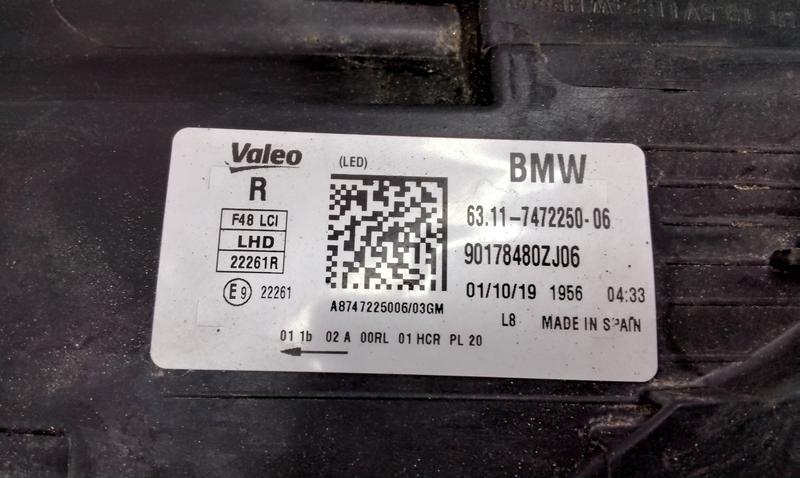 Valeo
(LED)
BMW
R
F48 LCI
LHD
22261R
E9 22261
63.11-7472250-06
90178480ZJ06
01/10/19 1956 04:33
A8747225006/03GM
L8 MADE IN SPAIN
01 1b 02 A 00RL 01 HCR PL 20